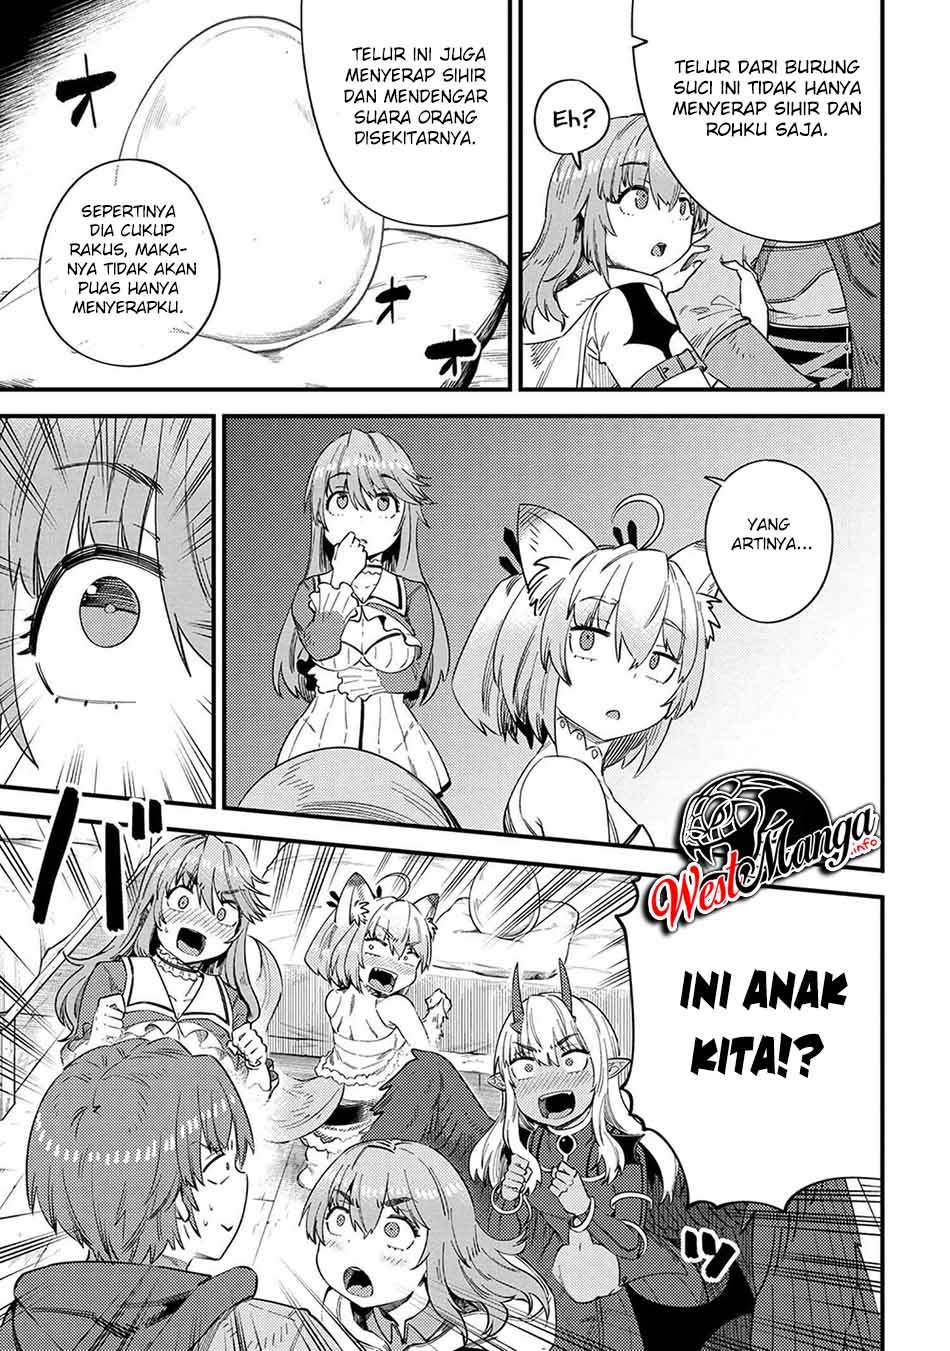 TELUR DARI BURUNG
SUCI INI TIDAK HANYA
MENYERAP SIHIR DAN
ROHKU SAJA.
Eh?
TELUR INI JUGA
MENYERAP SIHIR
DAN MENDENGAR
SUARA ORANG
DISEKITARNYA.
SEPERTINYA
DIA CUKUP
RAKUS, MAKA-
NYA TIDAK AKAN
PUAS HANYA
MENYERAPKU.
YANG
ARTINYA...
WestManga
.info
INI ANAK
KITA!?
ッ